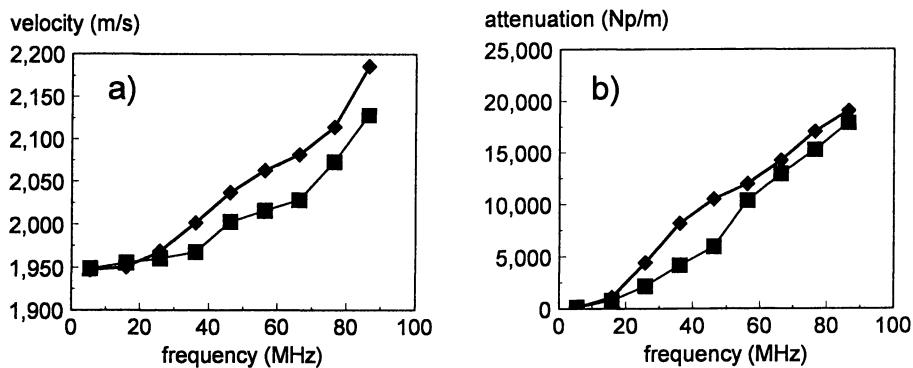 velocity (m/s)
2,200
2,150
2,100
2,050
2,000
1,950
1,900
a)
0 20 40 60 80 100
frequency (MHz)
attenuation (Np/m)
25,000
20,000
15,000
10,000
5,000
0
b)
0 20 40 60 80 100
frequency (MHz)